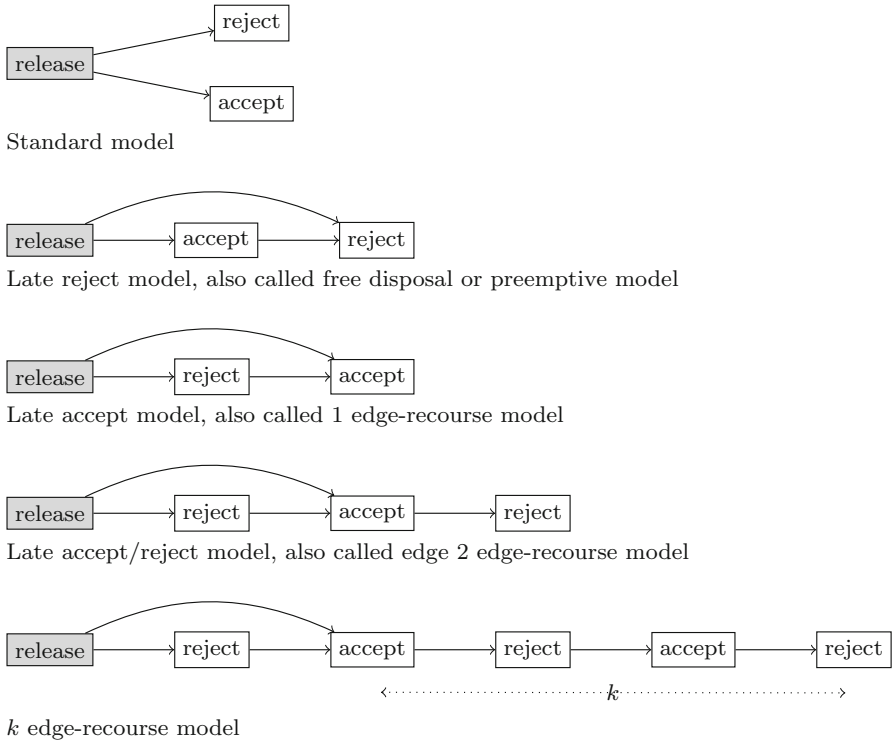 reject
release
accept
Standard model
release accept reject
Late reject model, also called free disposal or preemptive model
release reject accept
Late accept model, also called 1 edge-recourse model
release reject accept reject
Late accept/reject model, also called edge 2 edge-recourse model
release reject accept reject accept reject
k
k edge-recourse model